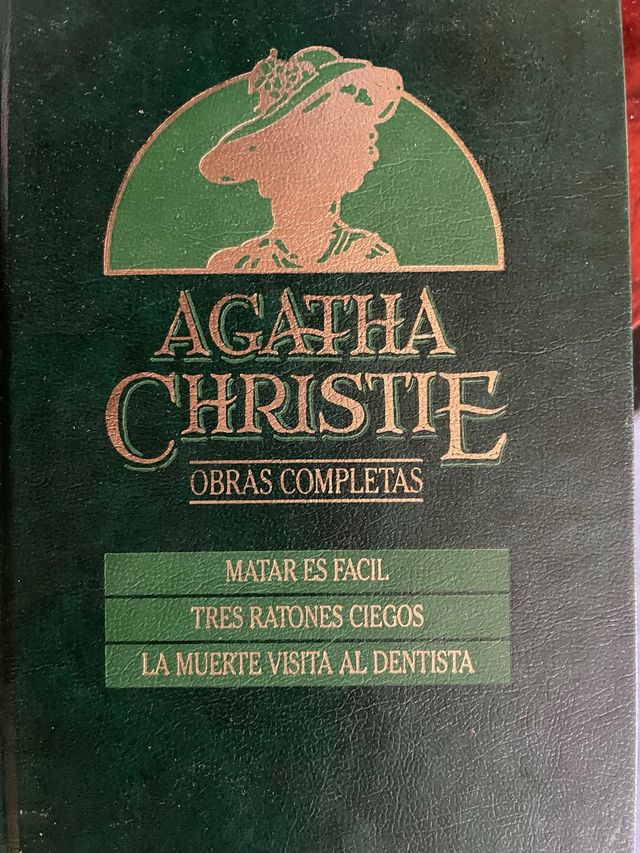 AGATHA
CHRISTIE
OBRAS COMPLETAS
MATAR ES FACIL
TRES RATONES CIEGOS
LA MUERTE VISITA AL DENTISTA